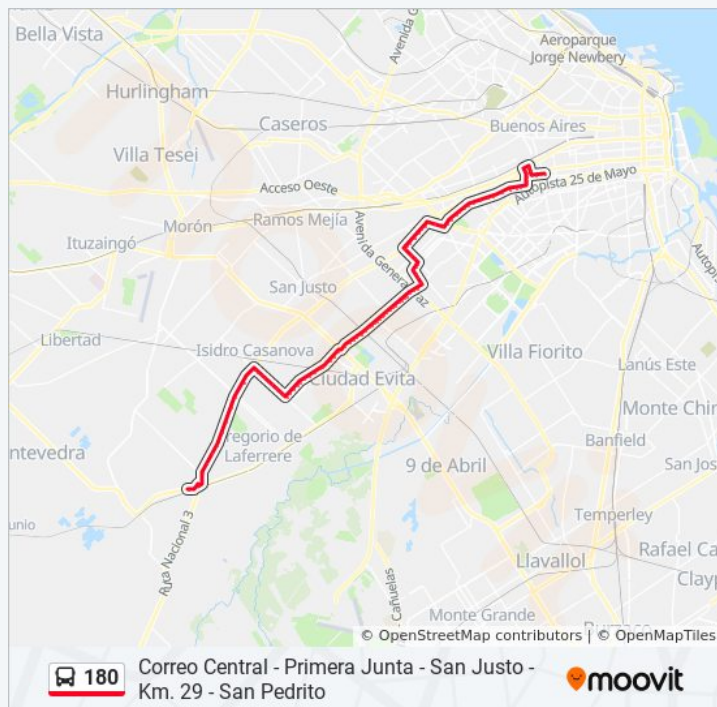 Bella Vista
Avenida G
Aeroparque
Jorge Newbery
Hurlingham
Caseros
Buenos Aires
Villa Tesei
Acceso Oeste
Autopista 25 de Mayo
Ramos Mejía
Morón
Ituzaingó
Avenida General Paz
Autopi
San Justo
Libertad
Isidro Casanova
Villa Fiorito
Lanús Este
Ciudad Evita
Monte Chin
ntevedra
regorio de
Laferrere
9 de Abril
Banfield
San José
unio
Temperley
Ruta Nacional 3
Rafael Ca
Llavallol
Clayp
Cañuelas
Monte Grande
© OpenStreetMap contributors | © OpenMapTiles
180
Correo Central - Primera Junta - San Justo -
Km. 29 - San Pedrito
moovit